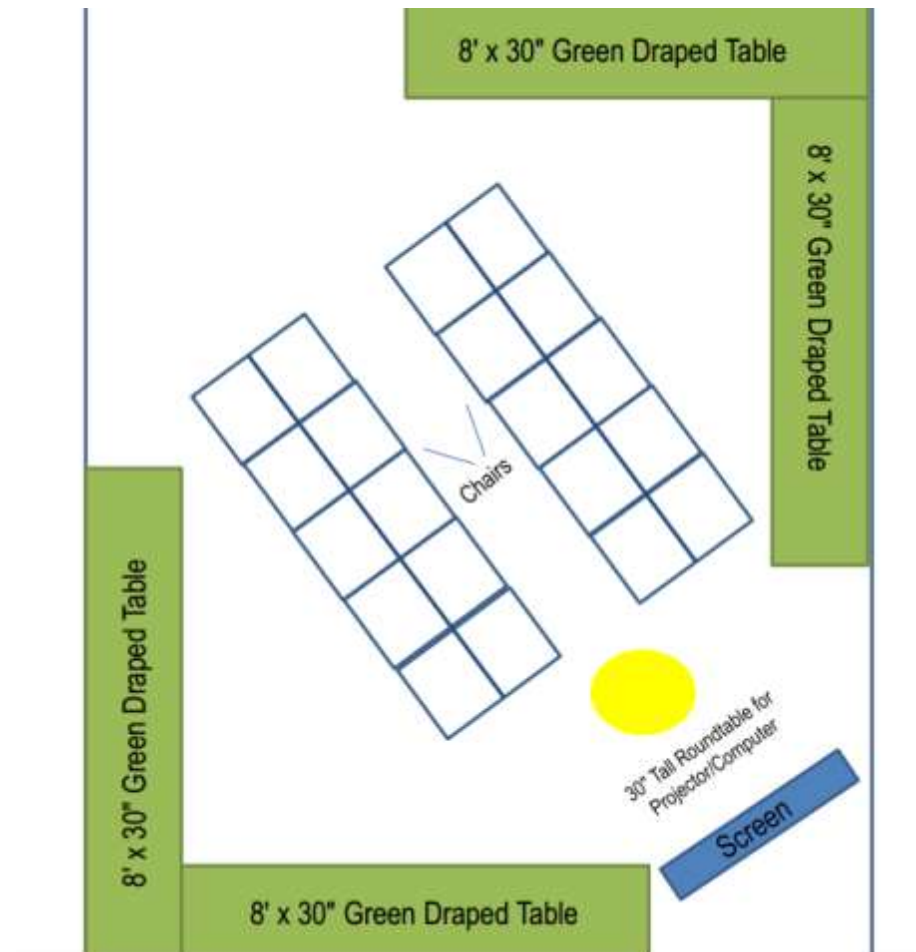 8' x 30" Green Draped Table
8' x 30" Green Draped Table
Chairs
8' x 30" Green Draped Table
30" Tall Roundtable for
Projector/Computer
Screen
8' x 30" Green Draped Table